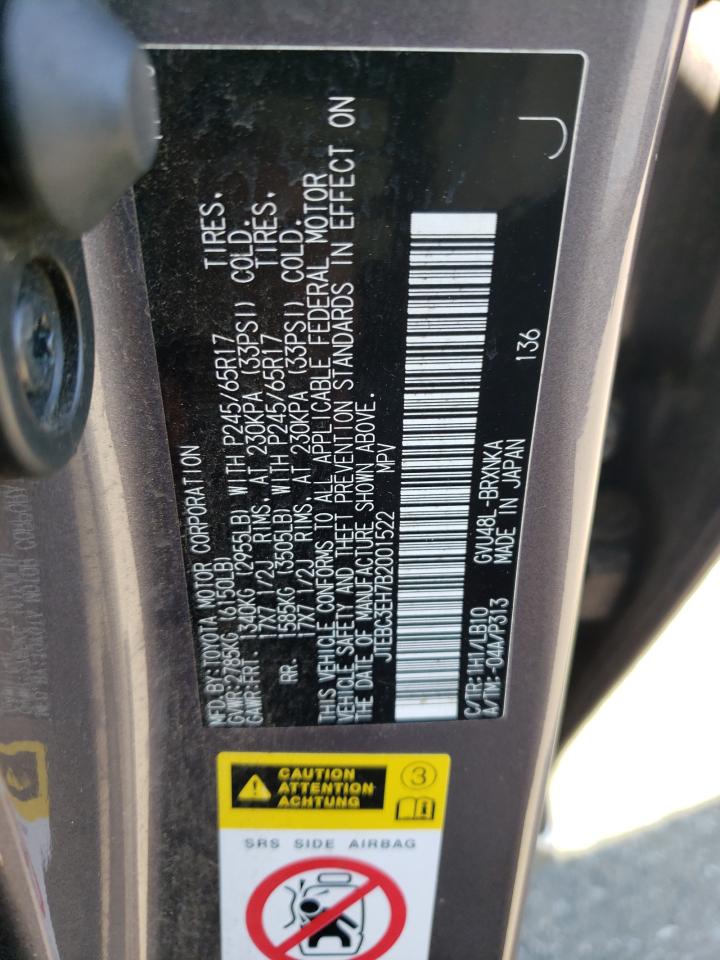 MFD. BY: TOYOTA MOTOR CORPORATION
GVWR: 2785KG (6150LB)
GAWR: FRT. 1340KG (2955LB) WITH P245/65R17 TIRES.
17X7 1/2J RIMS. AT 230KPA (33PSI) COLD.
RR. 1585KG (3505LB) WITH P245/65R17 TIRES.
17X7 1/2J RIMS. AT 230KPA (33PSI) COLD.
THIS VEHICLE CONFORMS TO ALL APPLICABLE FEDERAL MOTOR
VEHICLE SAFETY AND THEFT PREVENTION STANDARDS IN EFFECT ON
THE DATE OF MANUFACTURE SHOWN ABOVE.
JTEBC3EH7B2001522 MPV
C/TR: 1H1/LB10 GVU48L-BRXNKA 136
A/TM: -04A/P313 MADE IN JAPAN
J
CAUTION
ATTENTION
ACHTUNG
3
SRS SIDE AIRBAG